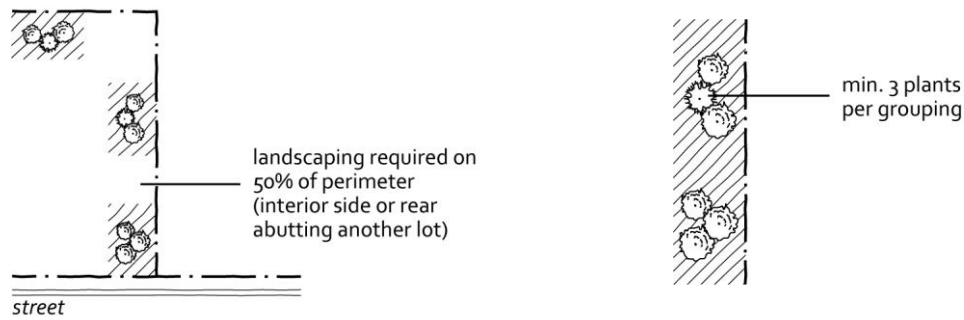 landscaping required on
50% of perimeter
(interior side or rear
abutting another lot)
street
min. 3 plants
per grouping